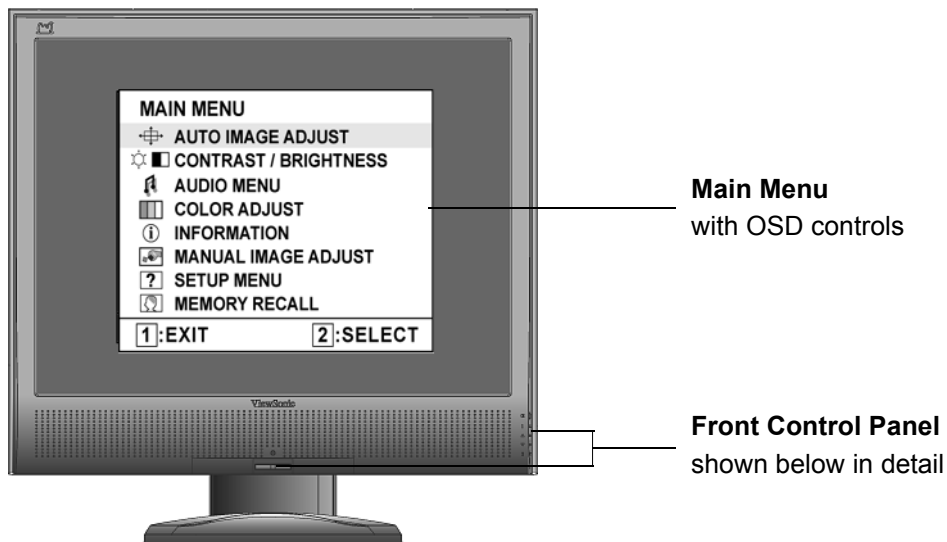 MAIN MENU
AUTO IMAGE ADJUST
CONTRAST / BRIGHTNESS
AUDIO MENU
COLOR ADJUST
INFORMATION
MANUAL IMAGE ADJUST
SETUP MENU
MEMORY RECALL
1:EXIT 2:SELECT
ViewSonic
Main Menu
with OSD controls
Front Control Panel
shown below in detail